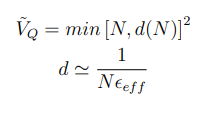 Ṽ_Q = min [N, d(N)]²
d ≃ 1/(Nϵ_eff)